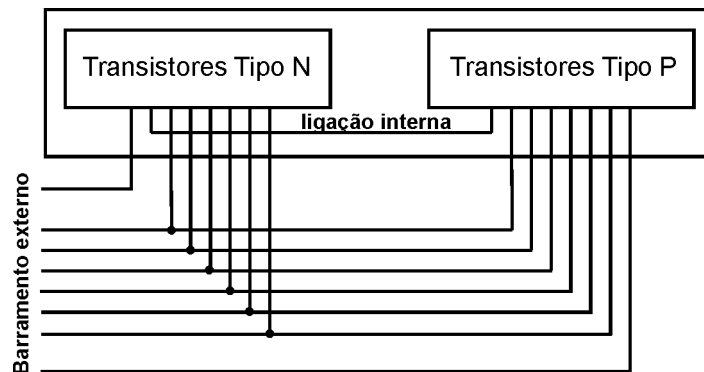 Transistores Tipo N
Transistores Tipo P
ligação interna
Barramento externo